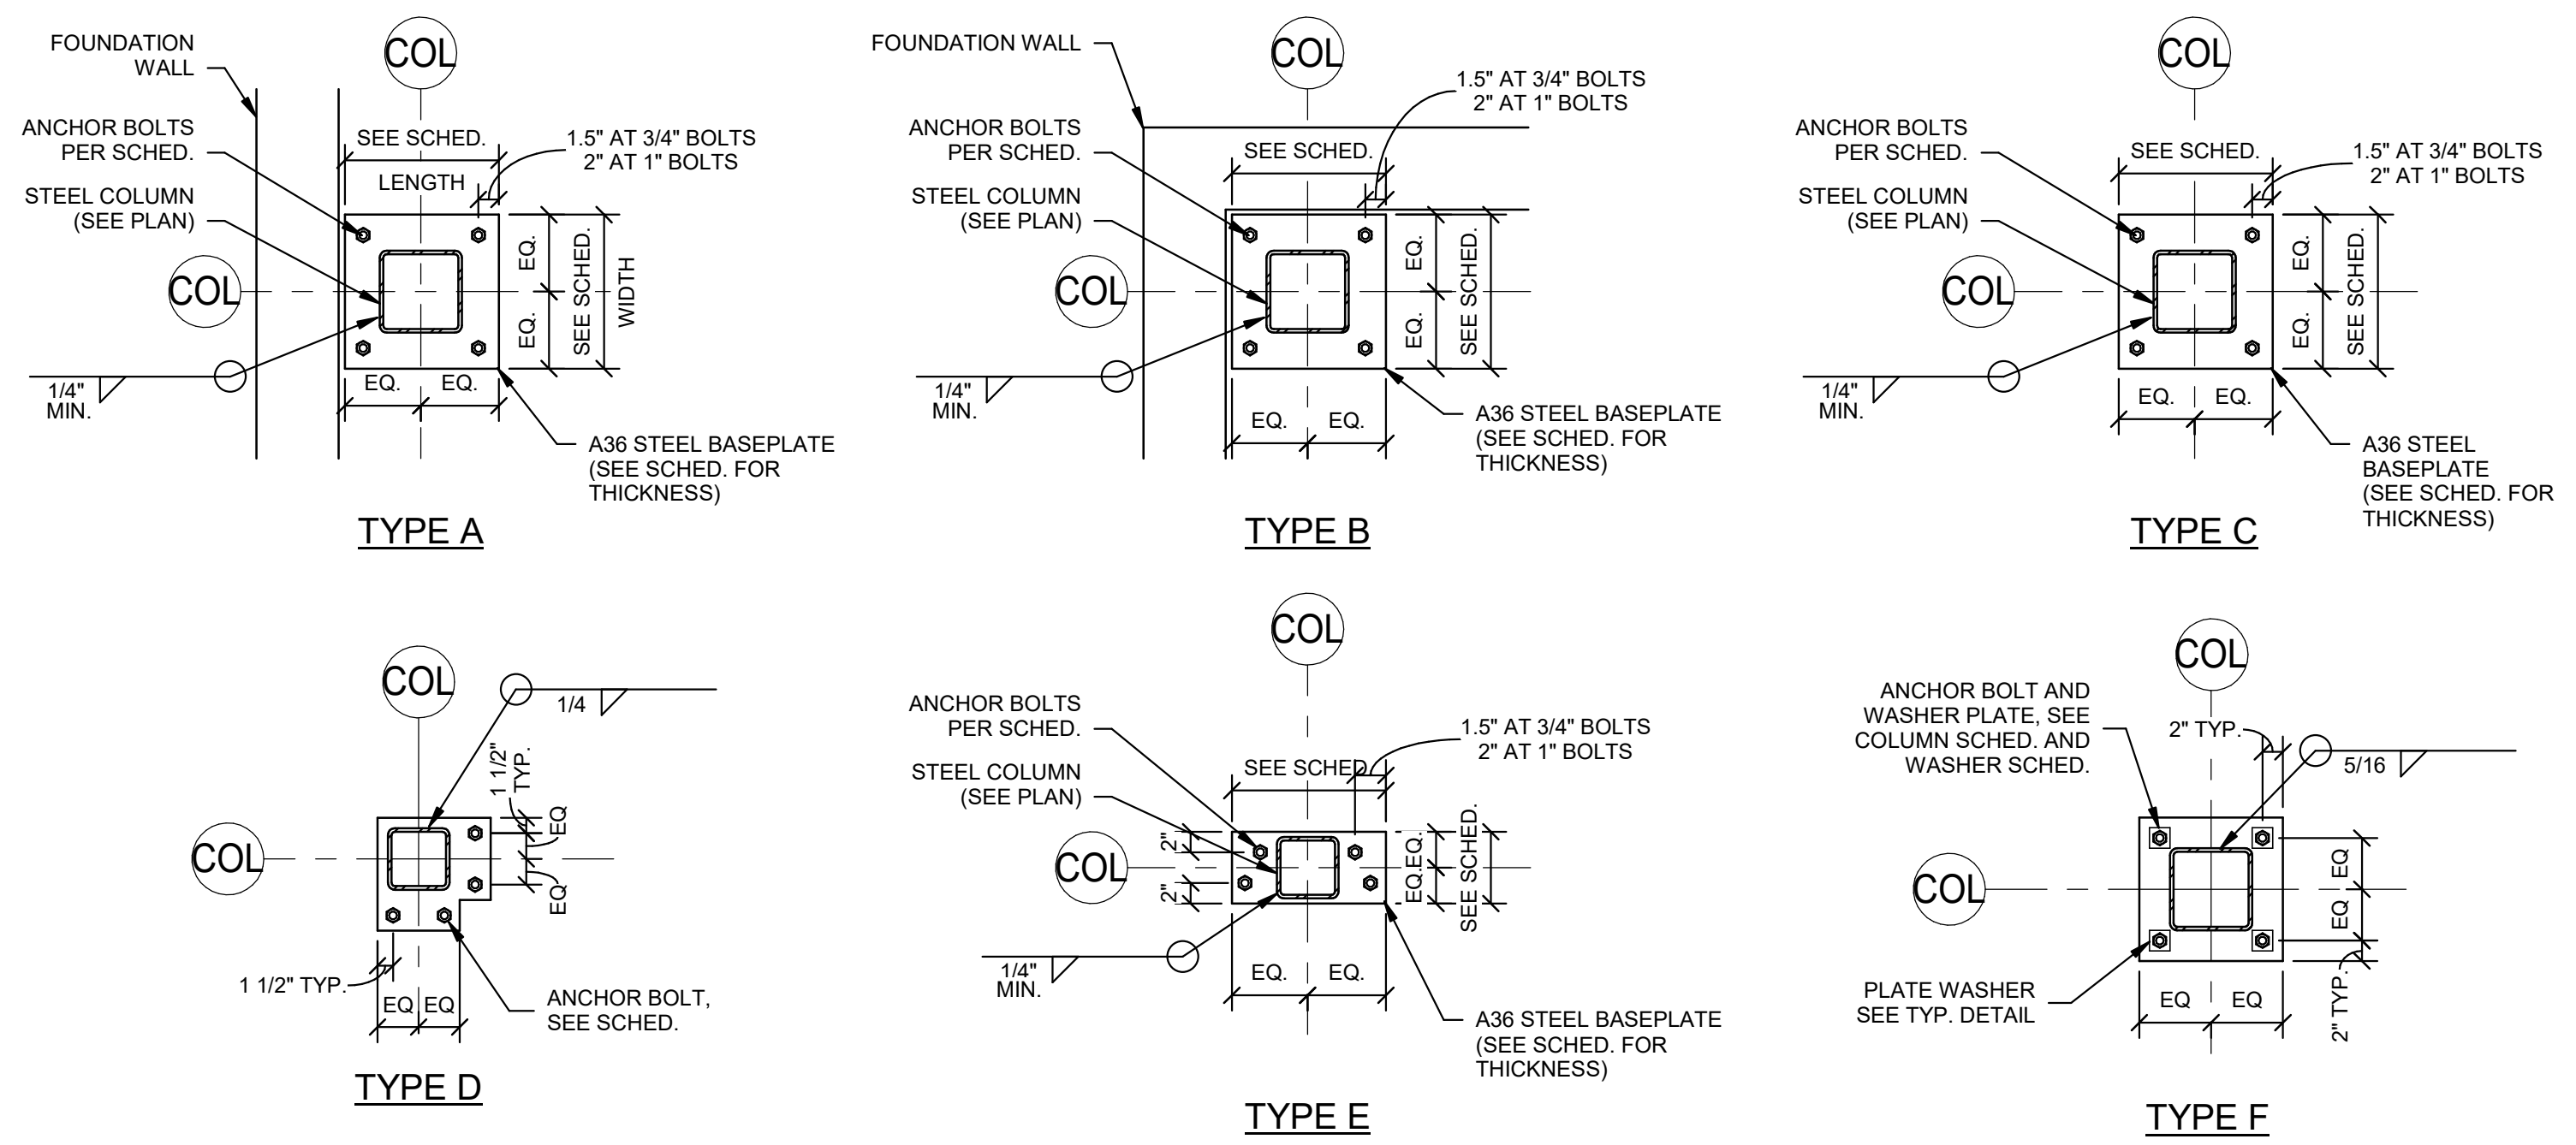 COL
FOUNDATION
WALL
ANCHOR BOLTS
PER SCHED.
SEE SCHED.
1.5" AT 3/4" BOLTS
2" AT 1" BOLTS
LENGTH
STEEL COLUMN
(SEE PLAN)
COL
EQ.
EQ.
SEE SCHED.
WIDTH
1/4"
MIN.
EQ.
EQ.
A36 STEEL BASEPLATE
(SEE SCHED. FOR
THICKNESS)
TYPE A
COL
FOUNDATION WALL
1.5" AT 3/4" BOLTS
2" AT 1" BOLTS
ANCHOR BOLTS
PER SCHED.
SEE SCHED.
STEEL COLUMN
(SEE PLAN)
COL
EQ.
EQ.
SEE SCHED.
1/4"
MIN.
EQ.
EQ.
A36 STEEL BASEPLATE
(SEE SCHED. FOR
THICKNESS)
TYPE B
COL
ANCHOR BOLTS
PER SCHED.
SEE SCHED.
1.5" AT 3/4" BOLTS
2" AT 1" BOLTS
STEEL COLUMN
(SEE PLAN)
COL
EQ.
EQ.
SEE SCHED.
1/4"
MIN.
EQ.
EQ.
A36 STEEL
BASEPLATE
(SEE SCHED. FOR
THICKNESS)
TYPE C
COL
1/4
1 1/2"
TYP.
EQ
EQ
COL
1 1/2" TYP.
EQ
EQ
ANCHOR BOLT,
SEE SCHED.
TYPE D
COL
ANCHOR BOLTS
PER SCHED.
1.5" AT 3/4" BOLTS
2" AT 1" BOLTS
STEEL COLUMN
(SEE PLAN)
SEE SCHED.
COL
2"
2"
EQ.
EQ.
SEE SCHED.
1/4"
MIN.
EQ.
EQ.
A36 STEEL BASEPLATE
(SEE SCHED. FOR
THICKNESS)
TYPE E
COL
ANCHOR BOLT AND
WASHER PLATE, SEE
COLUMN SCHED. AND
WASHER SCHED.
2" TYP.
5/16
COL
EQ
EQ
2" TYP.
PLATE WASHER
SEE TYP. DETAIL
EQ
EQ
TYPE F